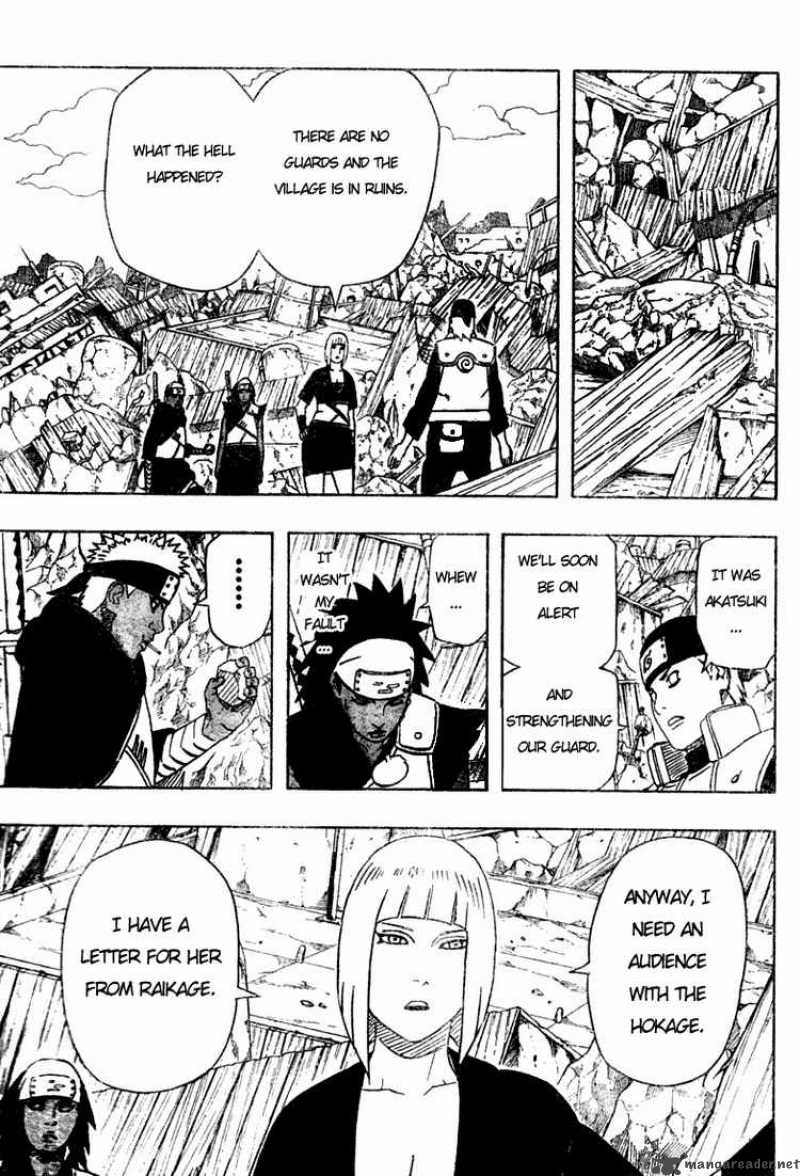 THERE ARE NO
GUARDS AND THE
VILLAGE IS IN RUINS.
WHAT THE HELL
HAPPENED?
IT WAS
AKATSUKI
...
WE'LL SOON
BE ON
ALERT
AND
STRENGTHENING
OUR GUARD.
WHEW
...
IT
WASN'T
MY
FAULT
...
......
ANYWAY, I
NEED AN
AUDIENCE
WITH THE
HOKAGE.
I HAVE A
LETTER FOR HER
FROM RAIKAGE.
mangareader.net